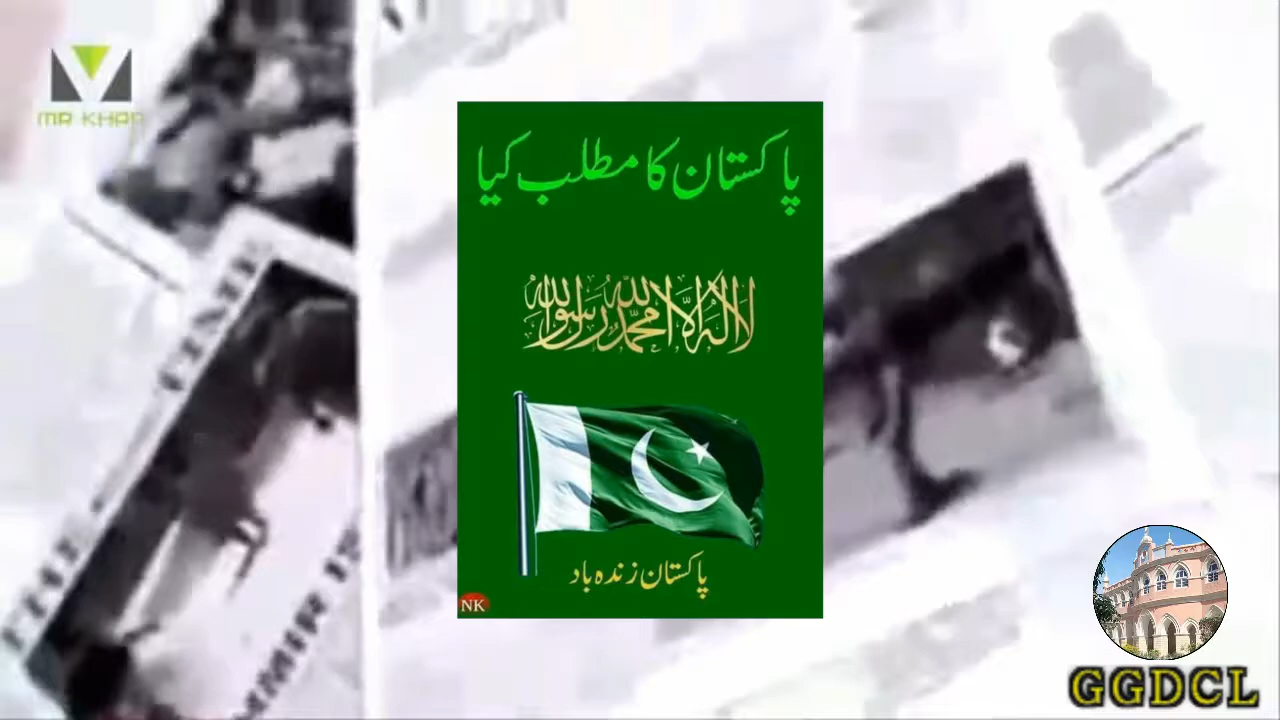 MR KHAN
پاکستان کا مطلب کیا
لا الہ الا اللہ محمد رسول اللہ
پاکستان زندہ باد
NK
GGDCL